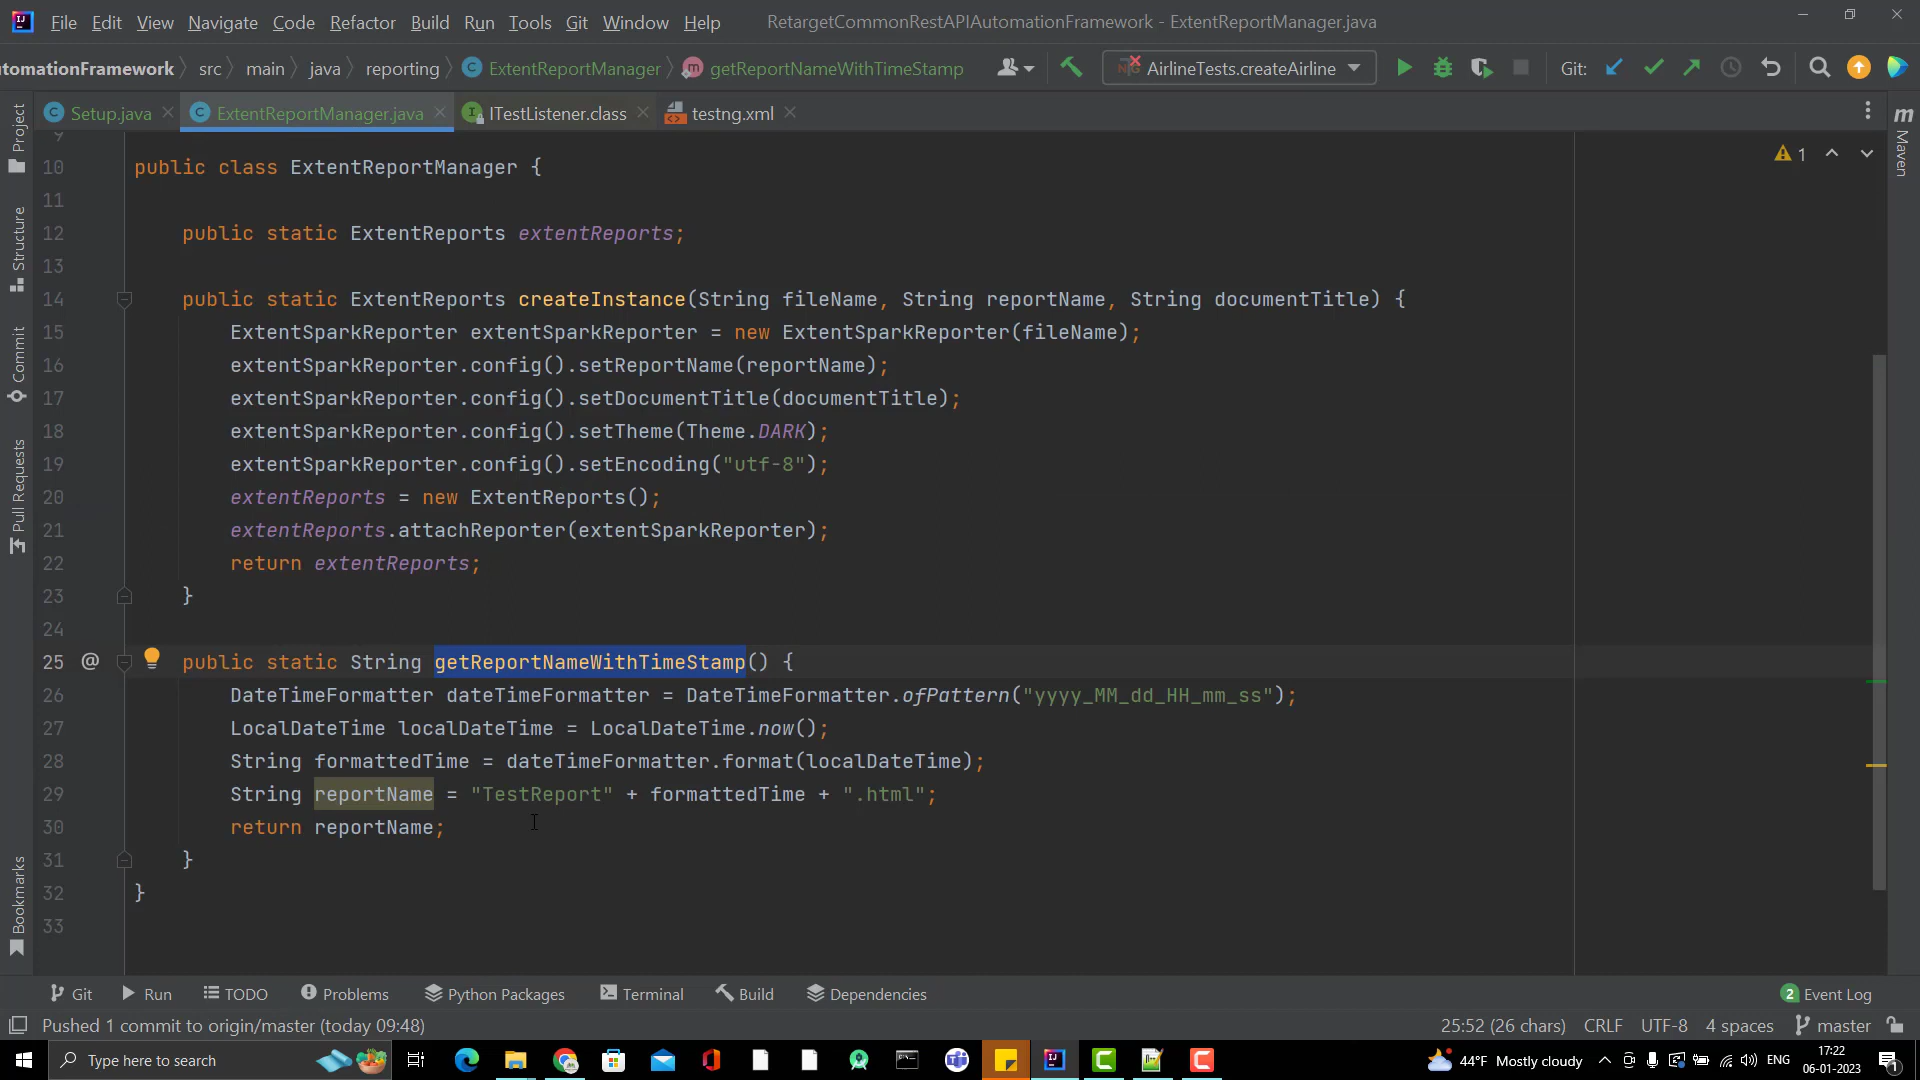 File Edit View Navigate Code Refactor Build Run Tools Git Window Help RetargetCommonRestAPIAutomationFramework - ExtentReportManager.java
tomationFramework src main java reporting ExtentReportManager getReportNameWithTimeStamp AirlineTests.createAirline Git:
Setup.java ExtentReportManager.java ITestListener.class testng.xml
Project
Structure
Commit
Pull Requests
Bookmarks
Maven
1
9
10 public class ExtentReportManager {
11
12 public static ExtentReports extentReports;
13
14 public static ExtentReports createInstance(String fileName, String reportName, String documentTitle) {
15 ExtentSparkReporter extentSparkReporter = new ExtentSparkReporter(fileName);
16 extentSparkReporter.config().setReportName(reportName);
17 extentSparkReporter.config().setDocumentTitle(documentTitle);
18 extentSparkReporter.config().setTheme(Theme.DARK);
19 extentSparkReporter.config().setEncoding("utf-8");
20 extentReports = new ExtentReports();
21 extentReports.attachReporter(extentSparkReporter);
22 return extentReports;
23 }
24
25 @ public static String getReportNameWithTimeStamp() {
26 DateTimeFormatter dateTimeFormatter = DateTimeFormatter.ofPattern("yyyy_MM_dd_HH_mm_ss");
27 LocalDateTime localDateTime = LocalDateTime.now();
28 String formattedTime = dateTimeFormatter.format(localDateTime);
29 String reportName = "TestReport" + formattedTime + ".html";
30 return reportName;
31 }
32 }
33
Git Run TODO Problems Python Packages Terminal Build Dependencies 2 Event Log
Pushed 1 commit to origin/master (today 09:48) 25:52 (26 chars) CRLF UTF-8 4 spaces master
Type here to search 44°F Mostly cloudy ENG 17:22
06-01-2023 1